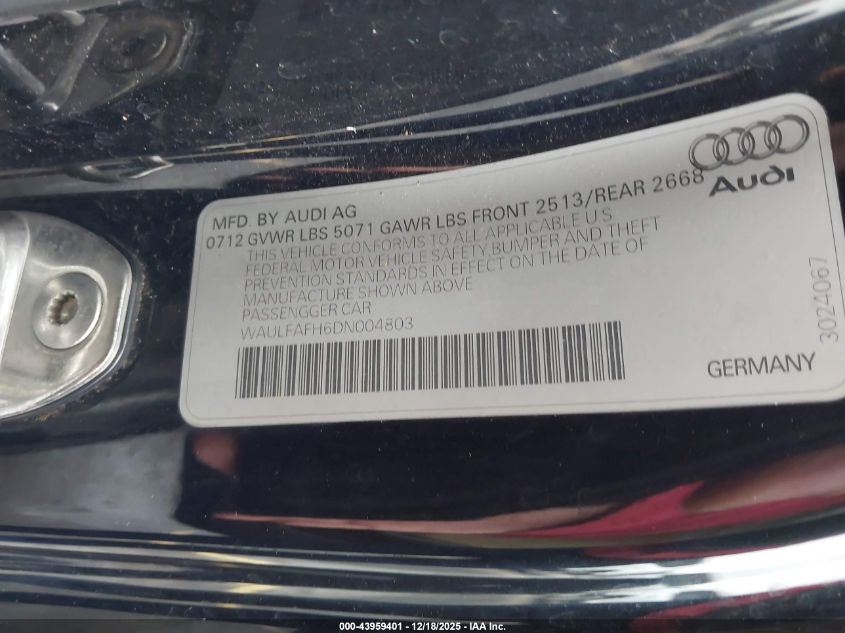 AUDI
MFD. BY AUDI AG
0712 GVWR LBS 5071 GAWR LBS FRONT 2513/REAR 2668
THIS VEHICLE CONFORMS TO ALL APPLICABLE U S
FEDERAL MOTOR VEHICLE SAFETY BUMPER AND THEFT
PREVENTION STANDARDS IN EFFECT ON THE DATE OF
MANUFACTURE SHOWN ABOVE
PASSENGGER CAR
WAULFAFH6DN004803
3024067
GERMANY
000-43959401 - 12/18/2025 - IAA Inc.